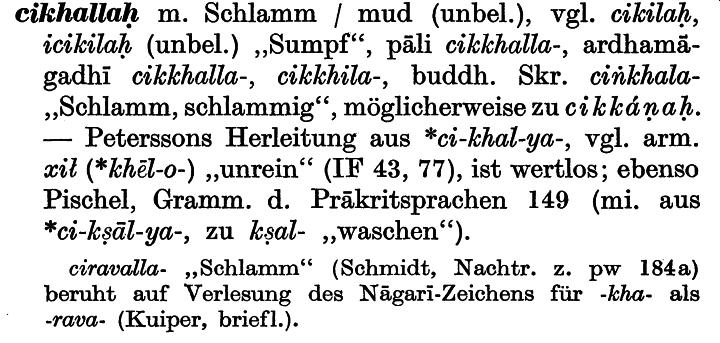 cikhallaḥ m. Schlamm / mud (unbel.), vgl. cikilaḥ,
icikilaḥ (unbel.) ,,Sumpf“, pāli cikkhalla-, ardhamā-
gadhī cikkhalla-, cikkhila-, buddh. Skr. ciṅkhala-
,,Schlamm, schlammig“, möglicherweise zu cikkáṇaḥ.
— Peterssons Herleitung aus *ci-khal-ya-, vgl. arm.
xił (*khēl-o-) ,,unrein“ (IF 43, 77), ist wertlos; ebenso
Pischel, Gramm. d. Prākritsprachen 149 (mi. aus
*ci-kṣāl-ya-, zu kṣal- ,,waschen“).
ciravalla- ,,Schlamm“ (Schmidt, Nachtr. z. pw 184a)
beruht auf Verlesung des Nāgarī-Zeichens für -kha- als
-rava- (Kuiper, briefl.).